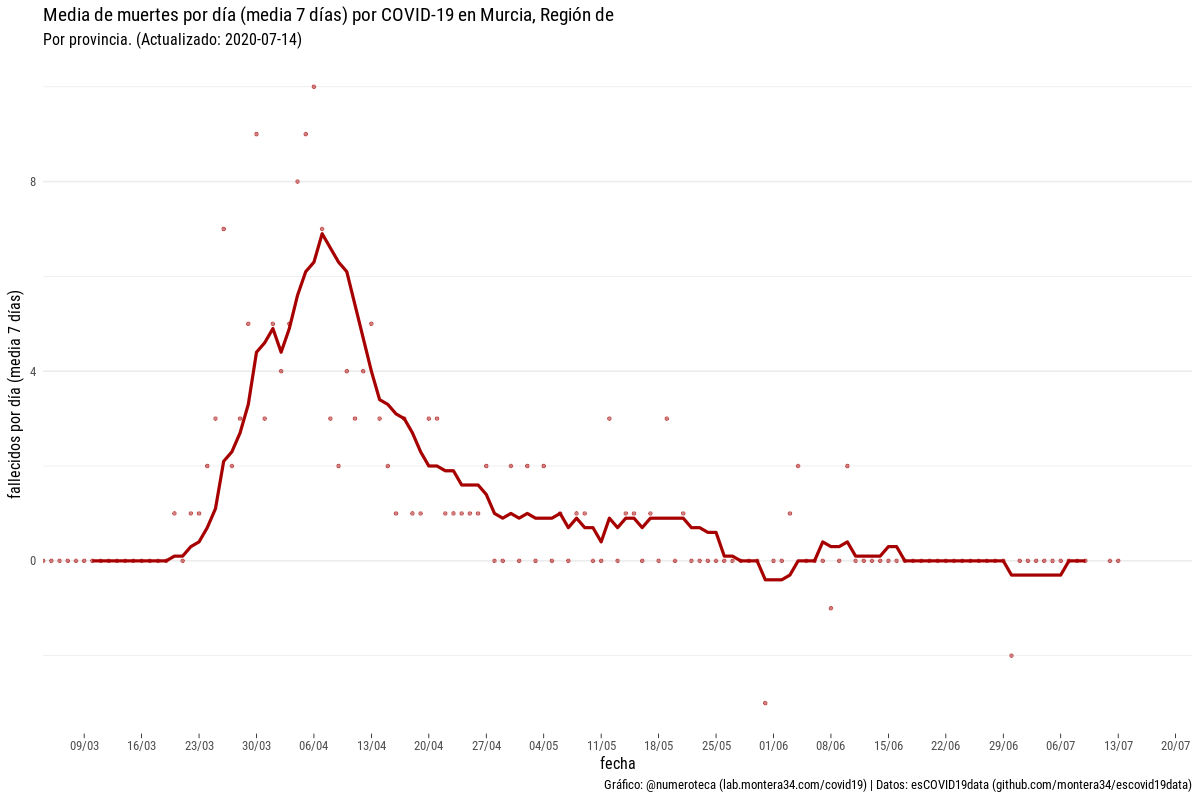 Media de muertes por día (media 7 días) por COVID-19 en Murcia, Región de
Por provincia. (Actualizado: 2020-07-14)
fallecidos por día (media 7 días)
8
4
0
09/03 16/03 23/03 30/03 06/04 13/04 20/04 27/04 04/05 11/05 18/05 25/05 01/06 08/06 15/06 22/06 29/06 06/07 13/07 20/07
fecha
Gráfico: @numeroteca (lab.montera34.com/covid19) | Datos: esCOVID19data (github.com/montera34/escovid19data)